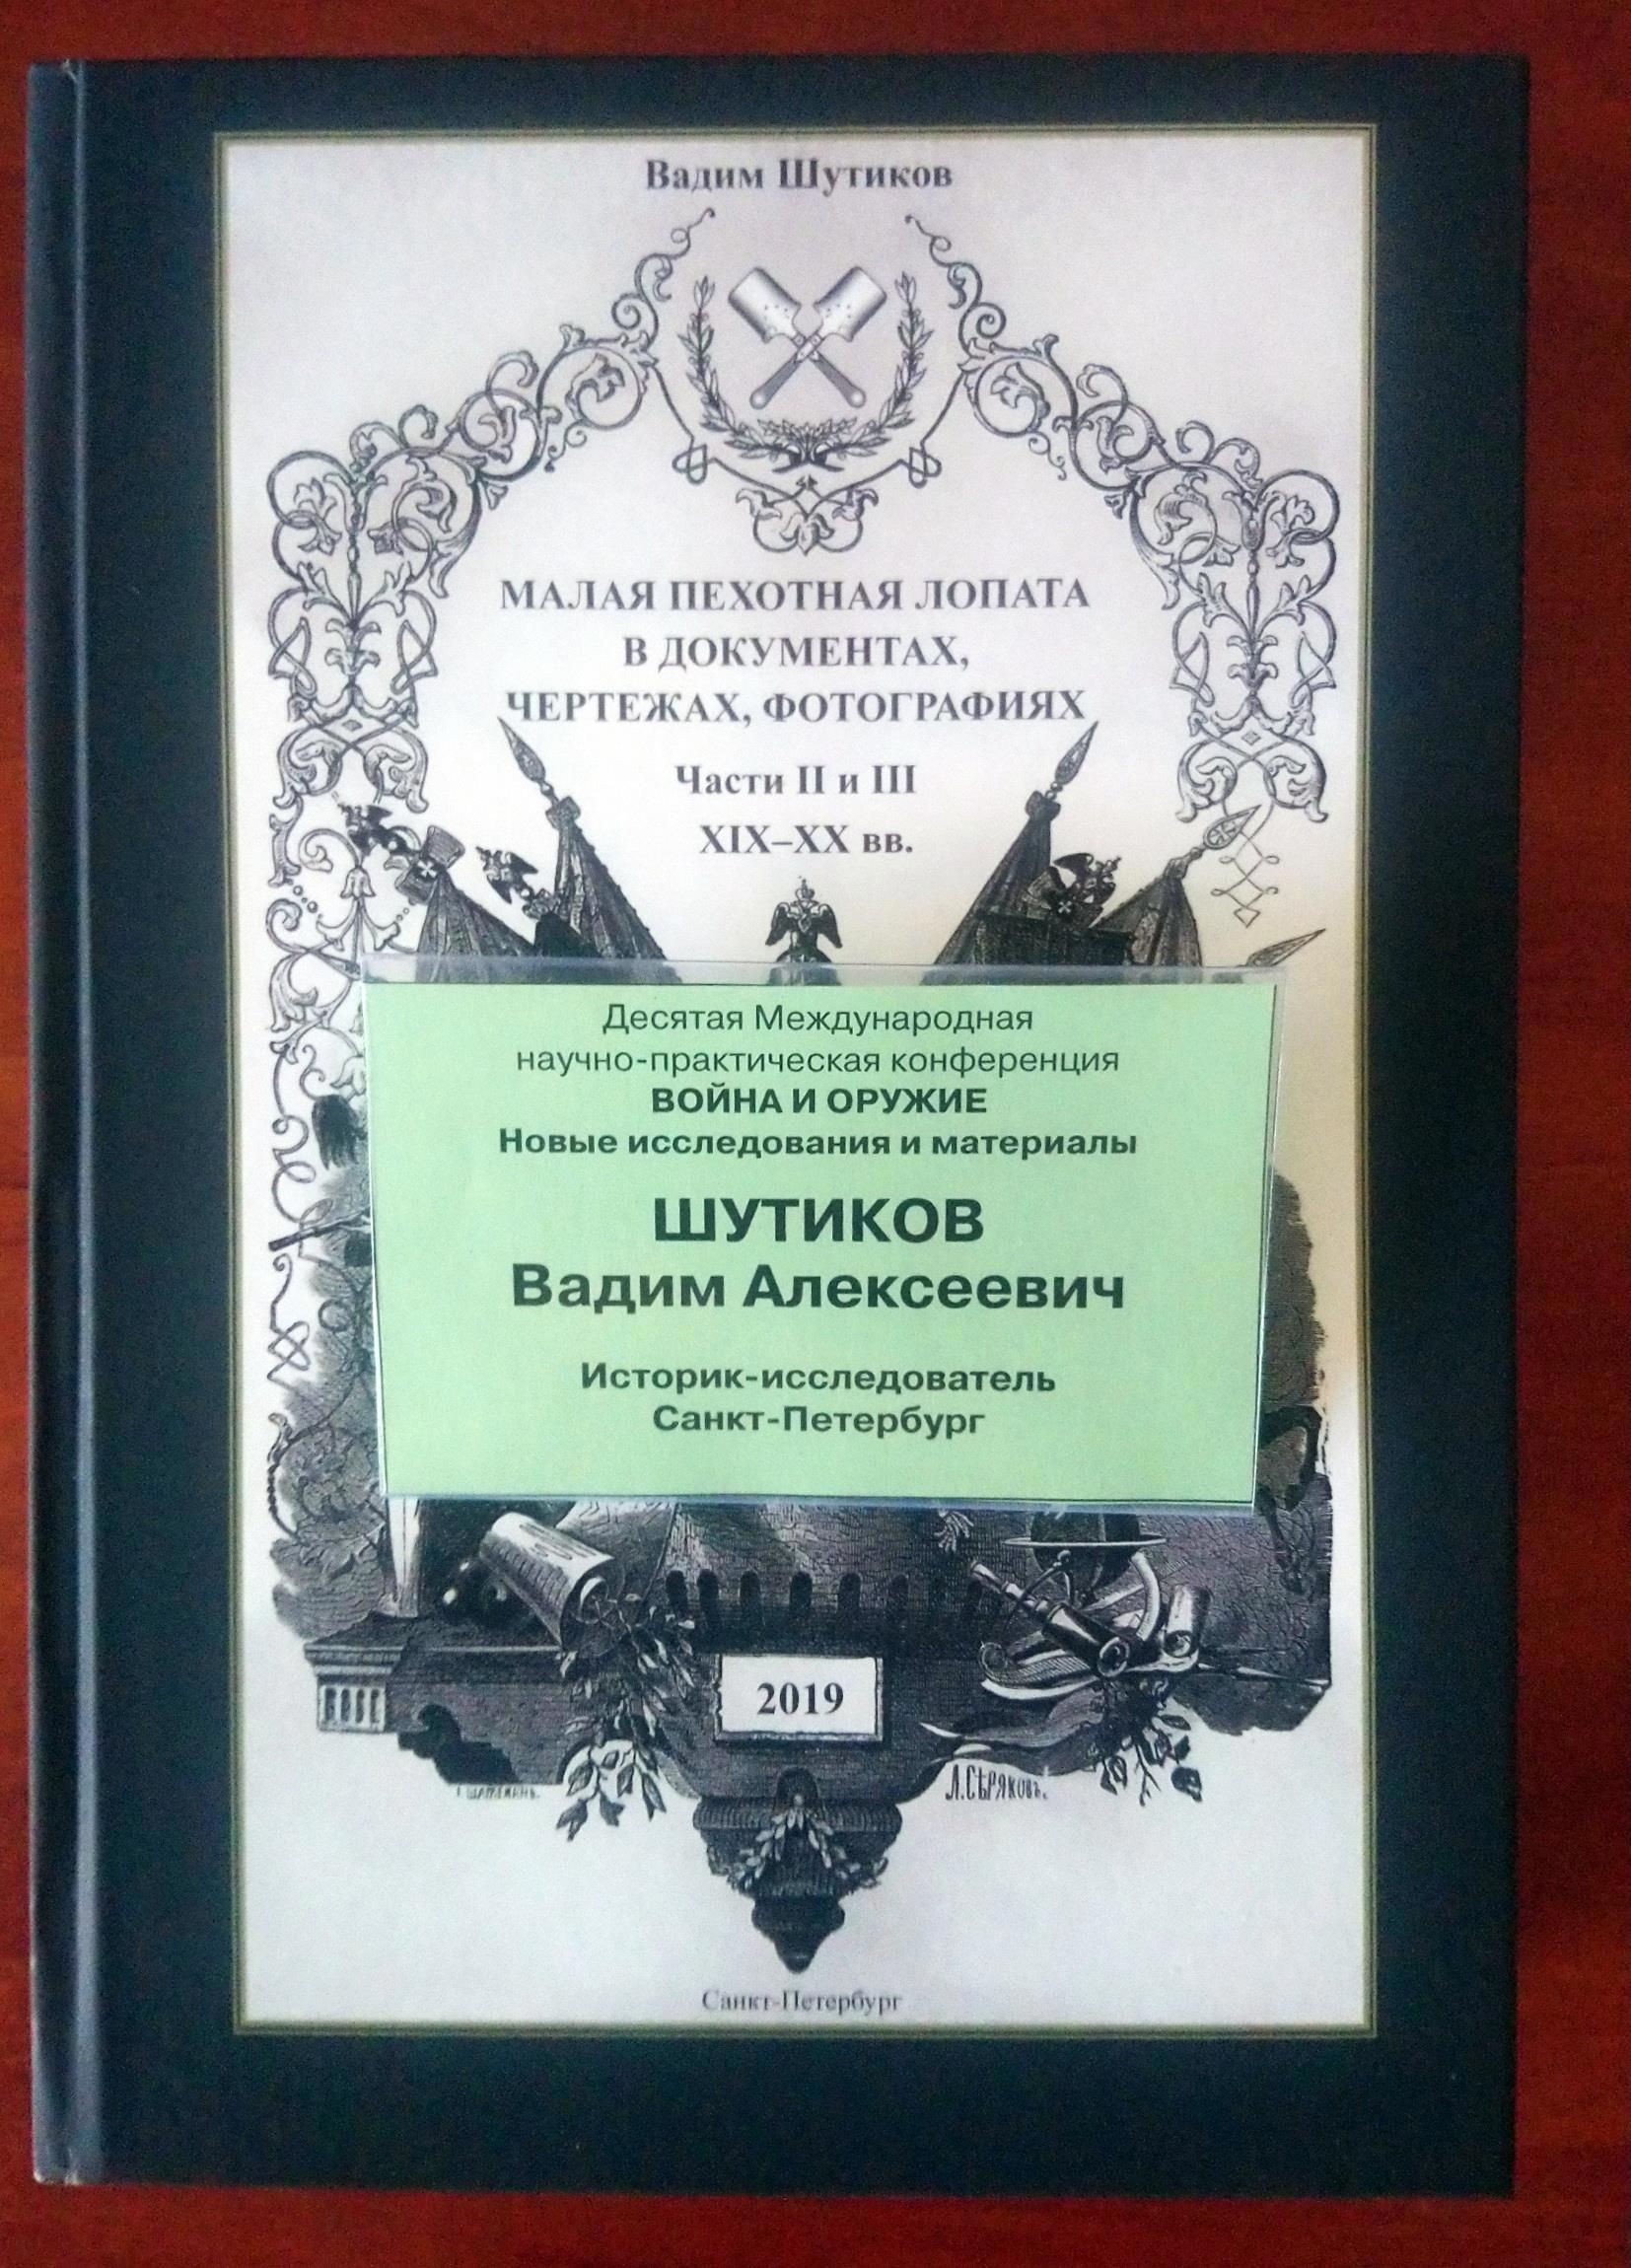 Вадим Шутиков
МАЛАЯ ПЕХОТНАЯ ЛОПАТА
В ДОКУМЕНТАХ,
ЧЕРТЕЖАХ, ФОТОГРАФИЯХ
Части II и III
XIX–XX вв.
Десятая Международная
научно-практическая конференция
ВОЙНА И ОРУЖИЕ
Новые исследования и материалы
ШУТИКОВ
Вадим Алексеевич
Историк-исследователь
Санкт-Петербург
2019
Л.СѢРЯКОВЪ.
Санкт-Петербург